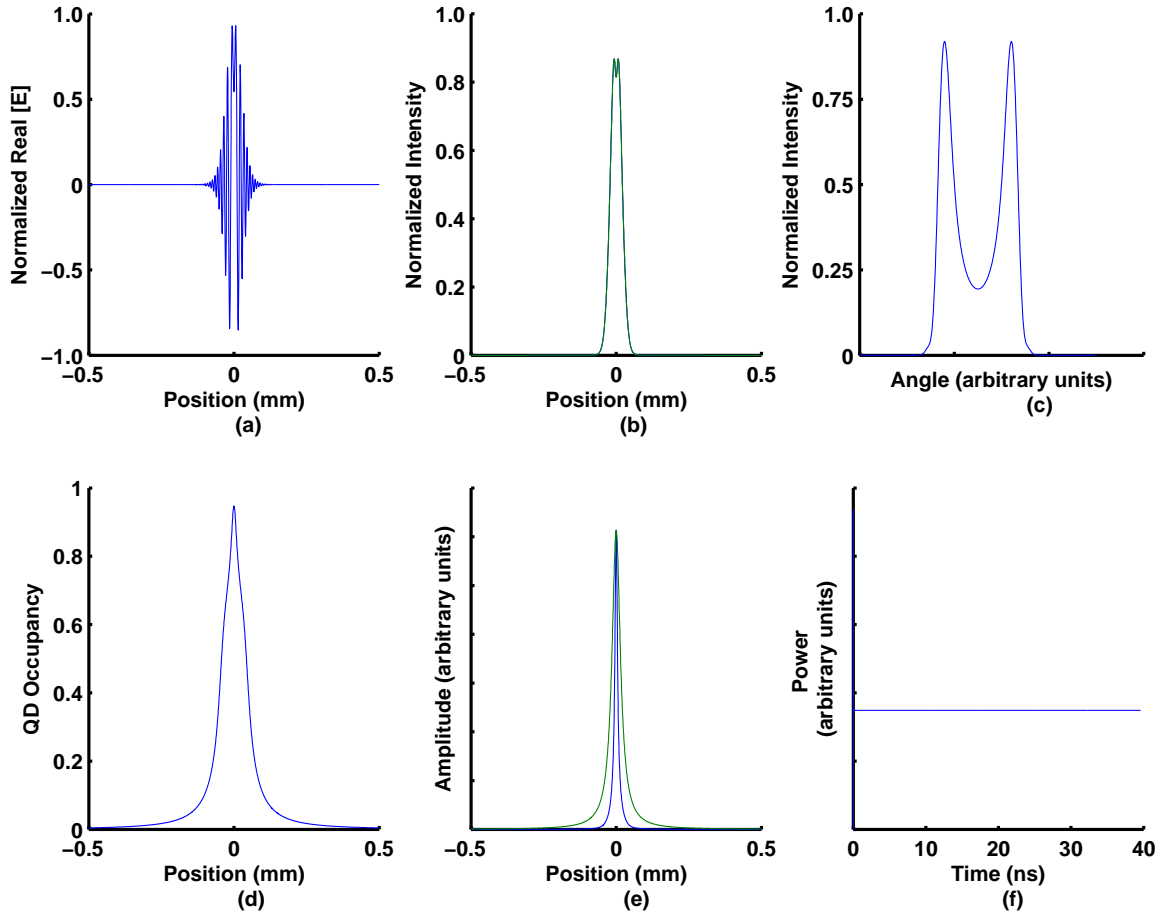 1.0
0.5
0
−0.5
−1.0
−0.5 0 0.5
Normalized Real [E]
Position (mm)
(a)
1.0
0.8
0.6
0.4
0.2
0
−0.5 0 0.5
Normalized Intensity
Position (mm)
(b)
1.0
0.75
0.5
0.25
0
Normalized Intensity
Angle (arbitrary units)
(c)
1
0.8
0.6
0.4
0.2
0
−0.5 0 0.5
QD Occupancy
Position (mm)
(d)
Amplitude (arbitrary units)
−0.5 0 0.5
Position (mm)
(e)
Power
(arbitrary units)
0 10 20 30 40
Time (ns)
(f)